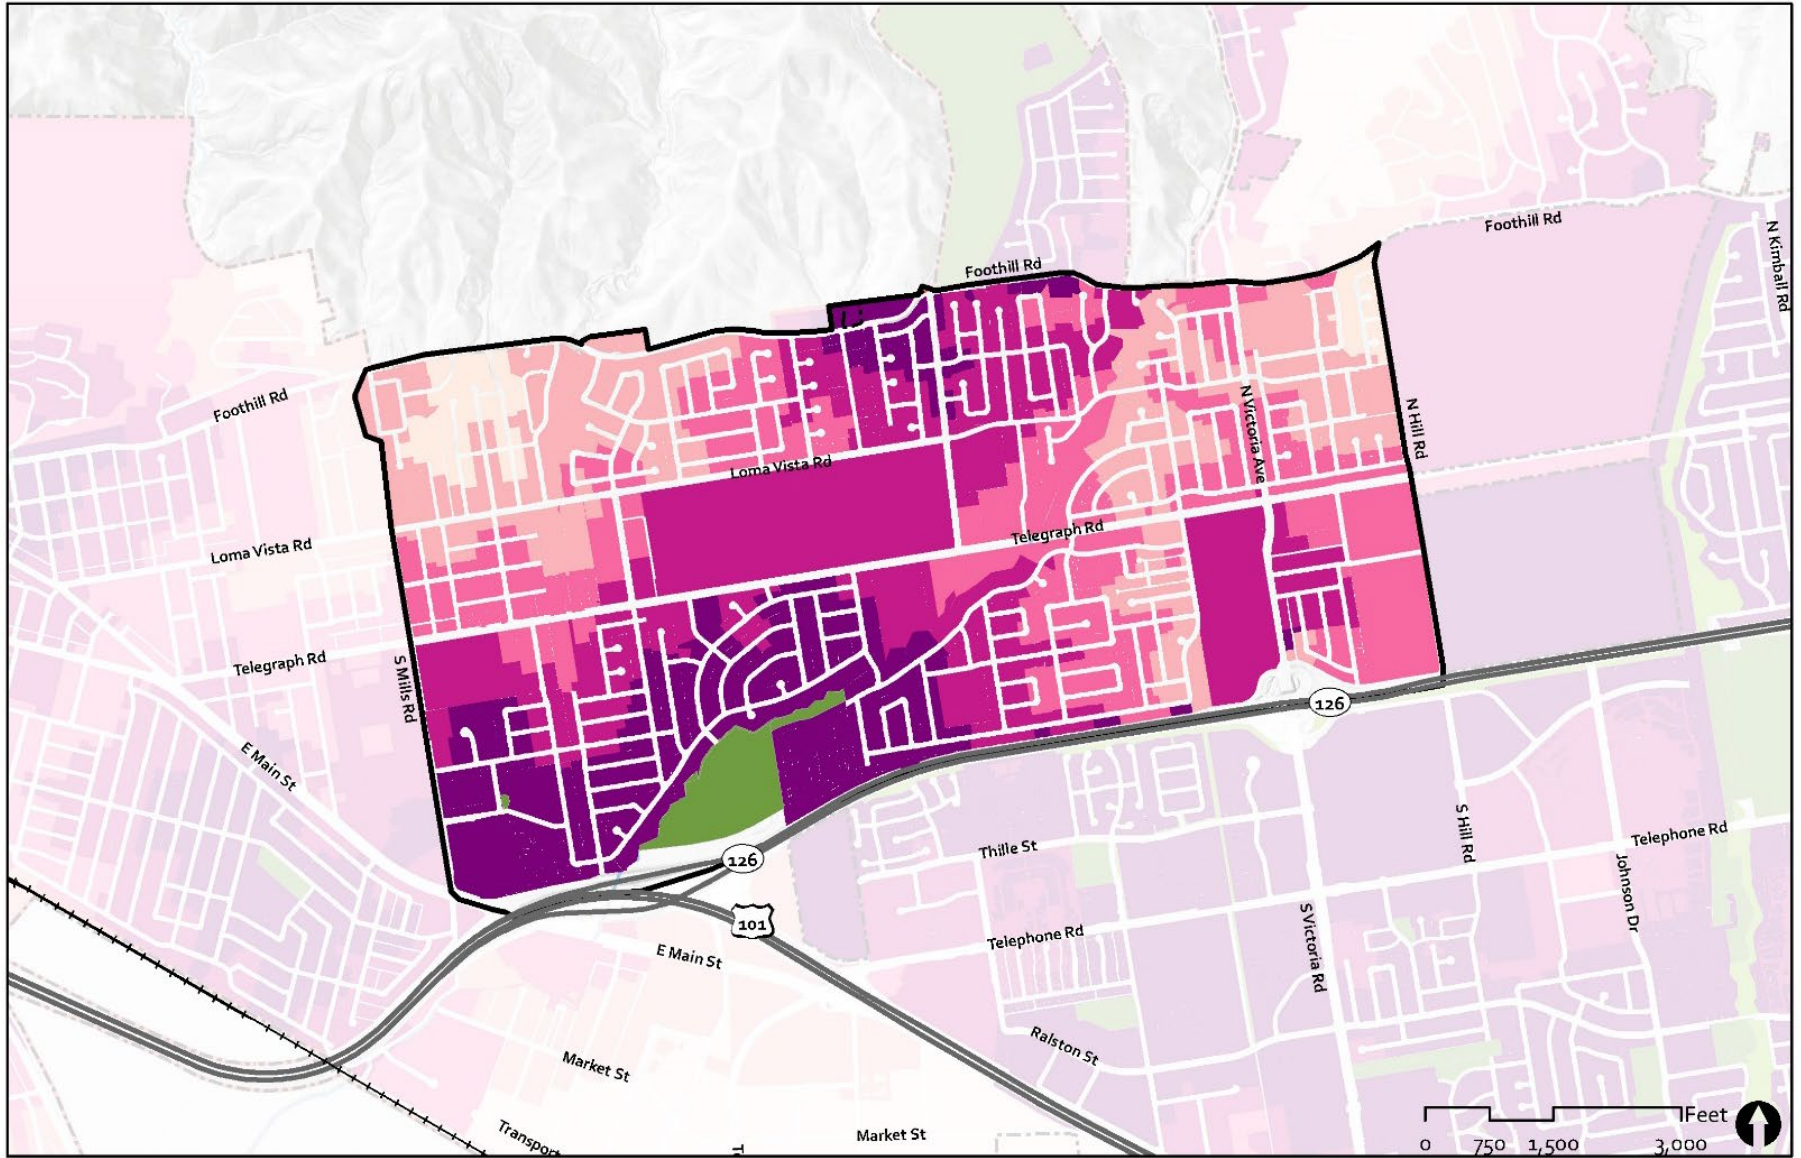 Foothill Rd
N Kimball Rd
Foothill Rd
Foothill Rd
N Victoria Ave
N Hill Rd
Loma Vista Rd
Telegraph Rd
Loma Vista Rd
Telegraph Rd
S Mills Rd
126
E Main St
126
S Hill Rd
Telephone Rd
Thille St
Johnson Dr
101
Telephone Rd
S Victoria Rd
E Main St
Ralston St
Market St
Transport
Market St
Feet
0 750 1,500 3,000